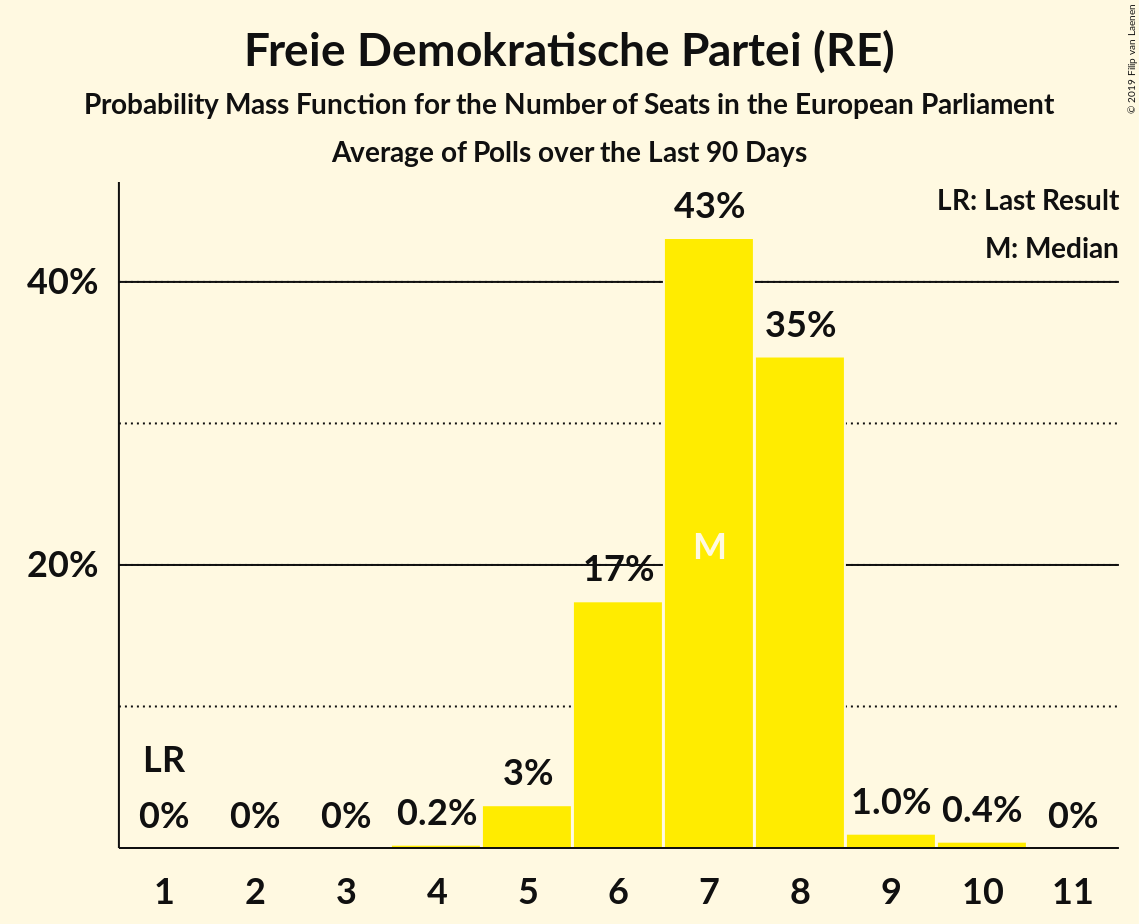 Freie Demokratische Partei (RE)
Probability Mass Function for the Number of Seats in the European Parliament
Average of Polls over the Last 90 Days
© 2019 Filip van Laenen
LR: Last Result
M: Median
43%
40%
35%
M
20%
17%
LR
3%
0% 0% 0% 0.2% 1.0% 0.4% 0%
1 2 3 4 5 6 7 8 9 10 11